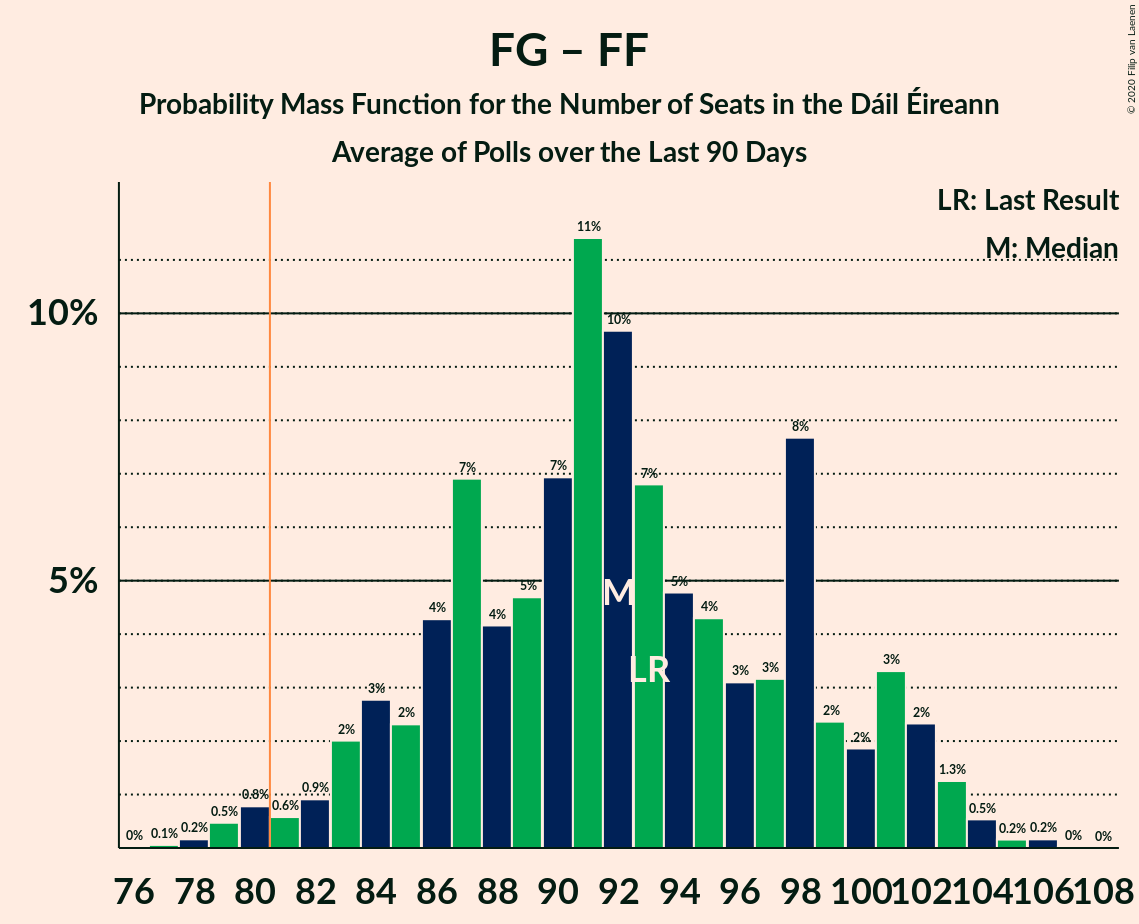 FG – FF
Probability Mass Function for the Number of Seats in the Dáil Éireann
Average of Polls over the Last 90 Days
© 2020 Filip van Laenen
LR: Last Result
M: Median
10%
5%
0% 0.1% 0.2% 0.5% 0.8% 0.6% 0.9% 2% 3% 2% 4% 7% 4% 5% 7% 11% 10% 7% 5% 4% 3% 3% 8% 2% 2% 3% 2% 1.3% 0.5% 0.2% 0.2% 0% 0%
M
LR
76 78 80 82 84 86 88 90 92 94 96 98 100 102 104 106 108